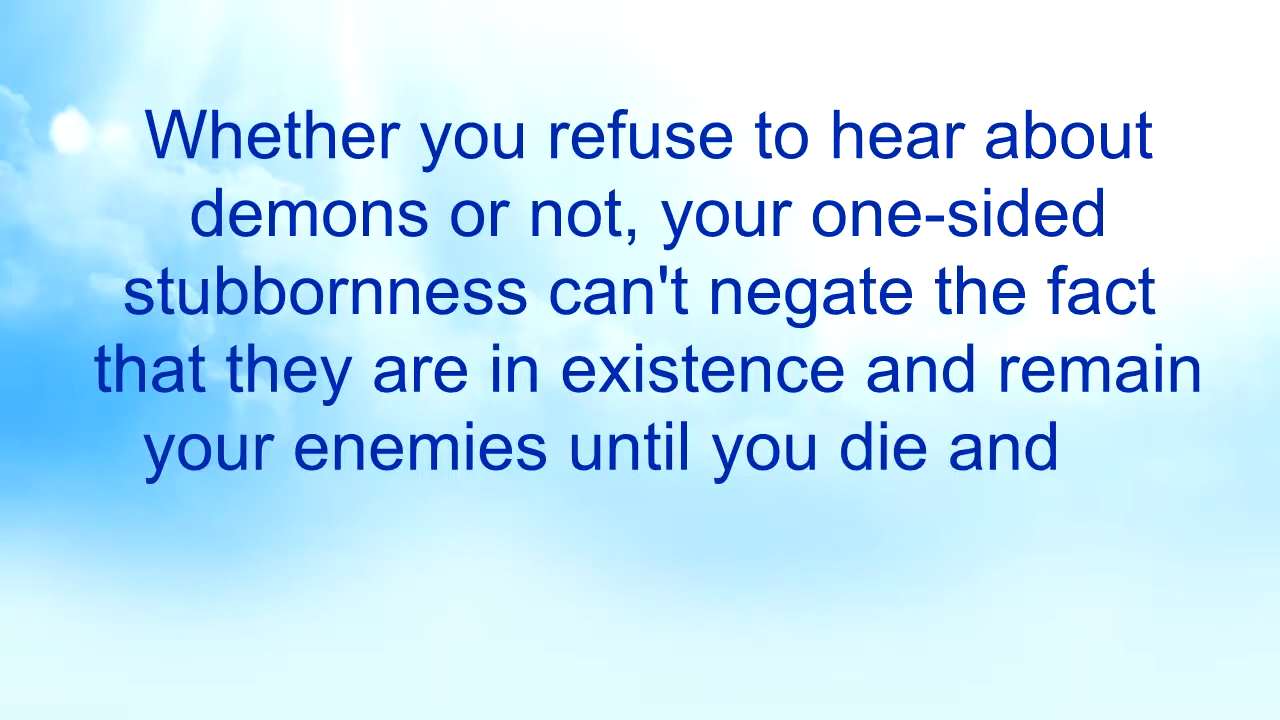 Whether you refuse to hear about
demons or not, your one-sided
stubbornness can't negate the fact
that they are in existence and remain
your enemies until you die and